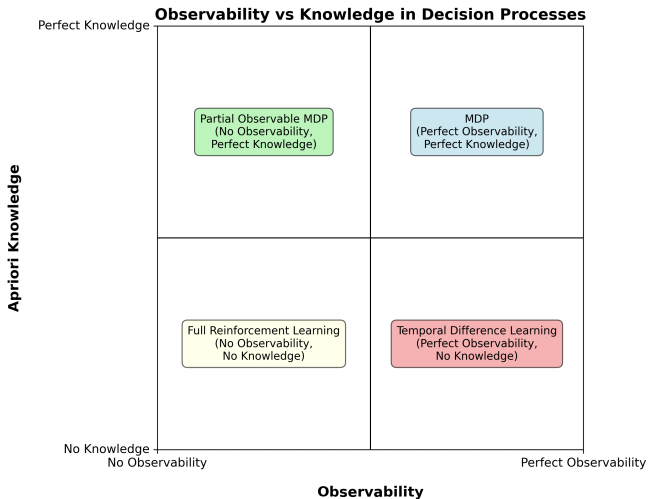 Observability vs Knowledge in Decision Processes
Perfect Knowledge
Partial Observable MDP
(No Observability,
Perfect Knowledge)
MDP
(Perfect Observability,
Perfect Knowledge)
Apriori Knowledge
Full Reinforcement Learning
(No Observability,
No Knowledge)
Temporal Difference Learning
(Perfect Observability,
No Knowledge)
No Knowledge
No Observability
Perfect Observability
Observability